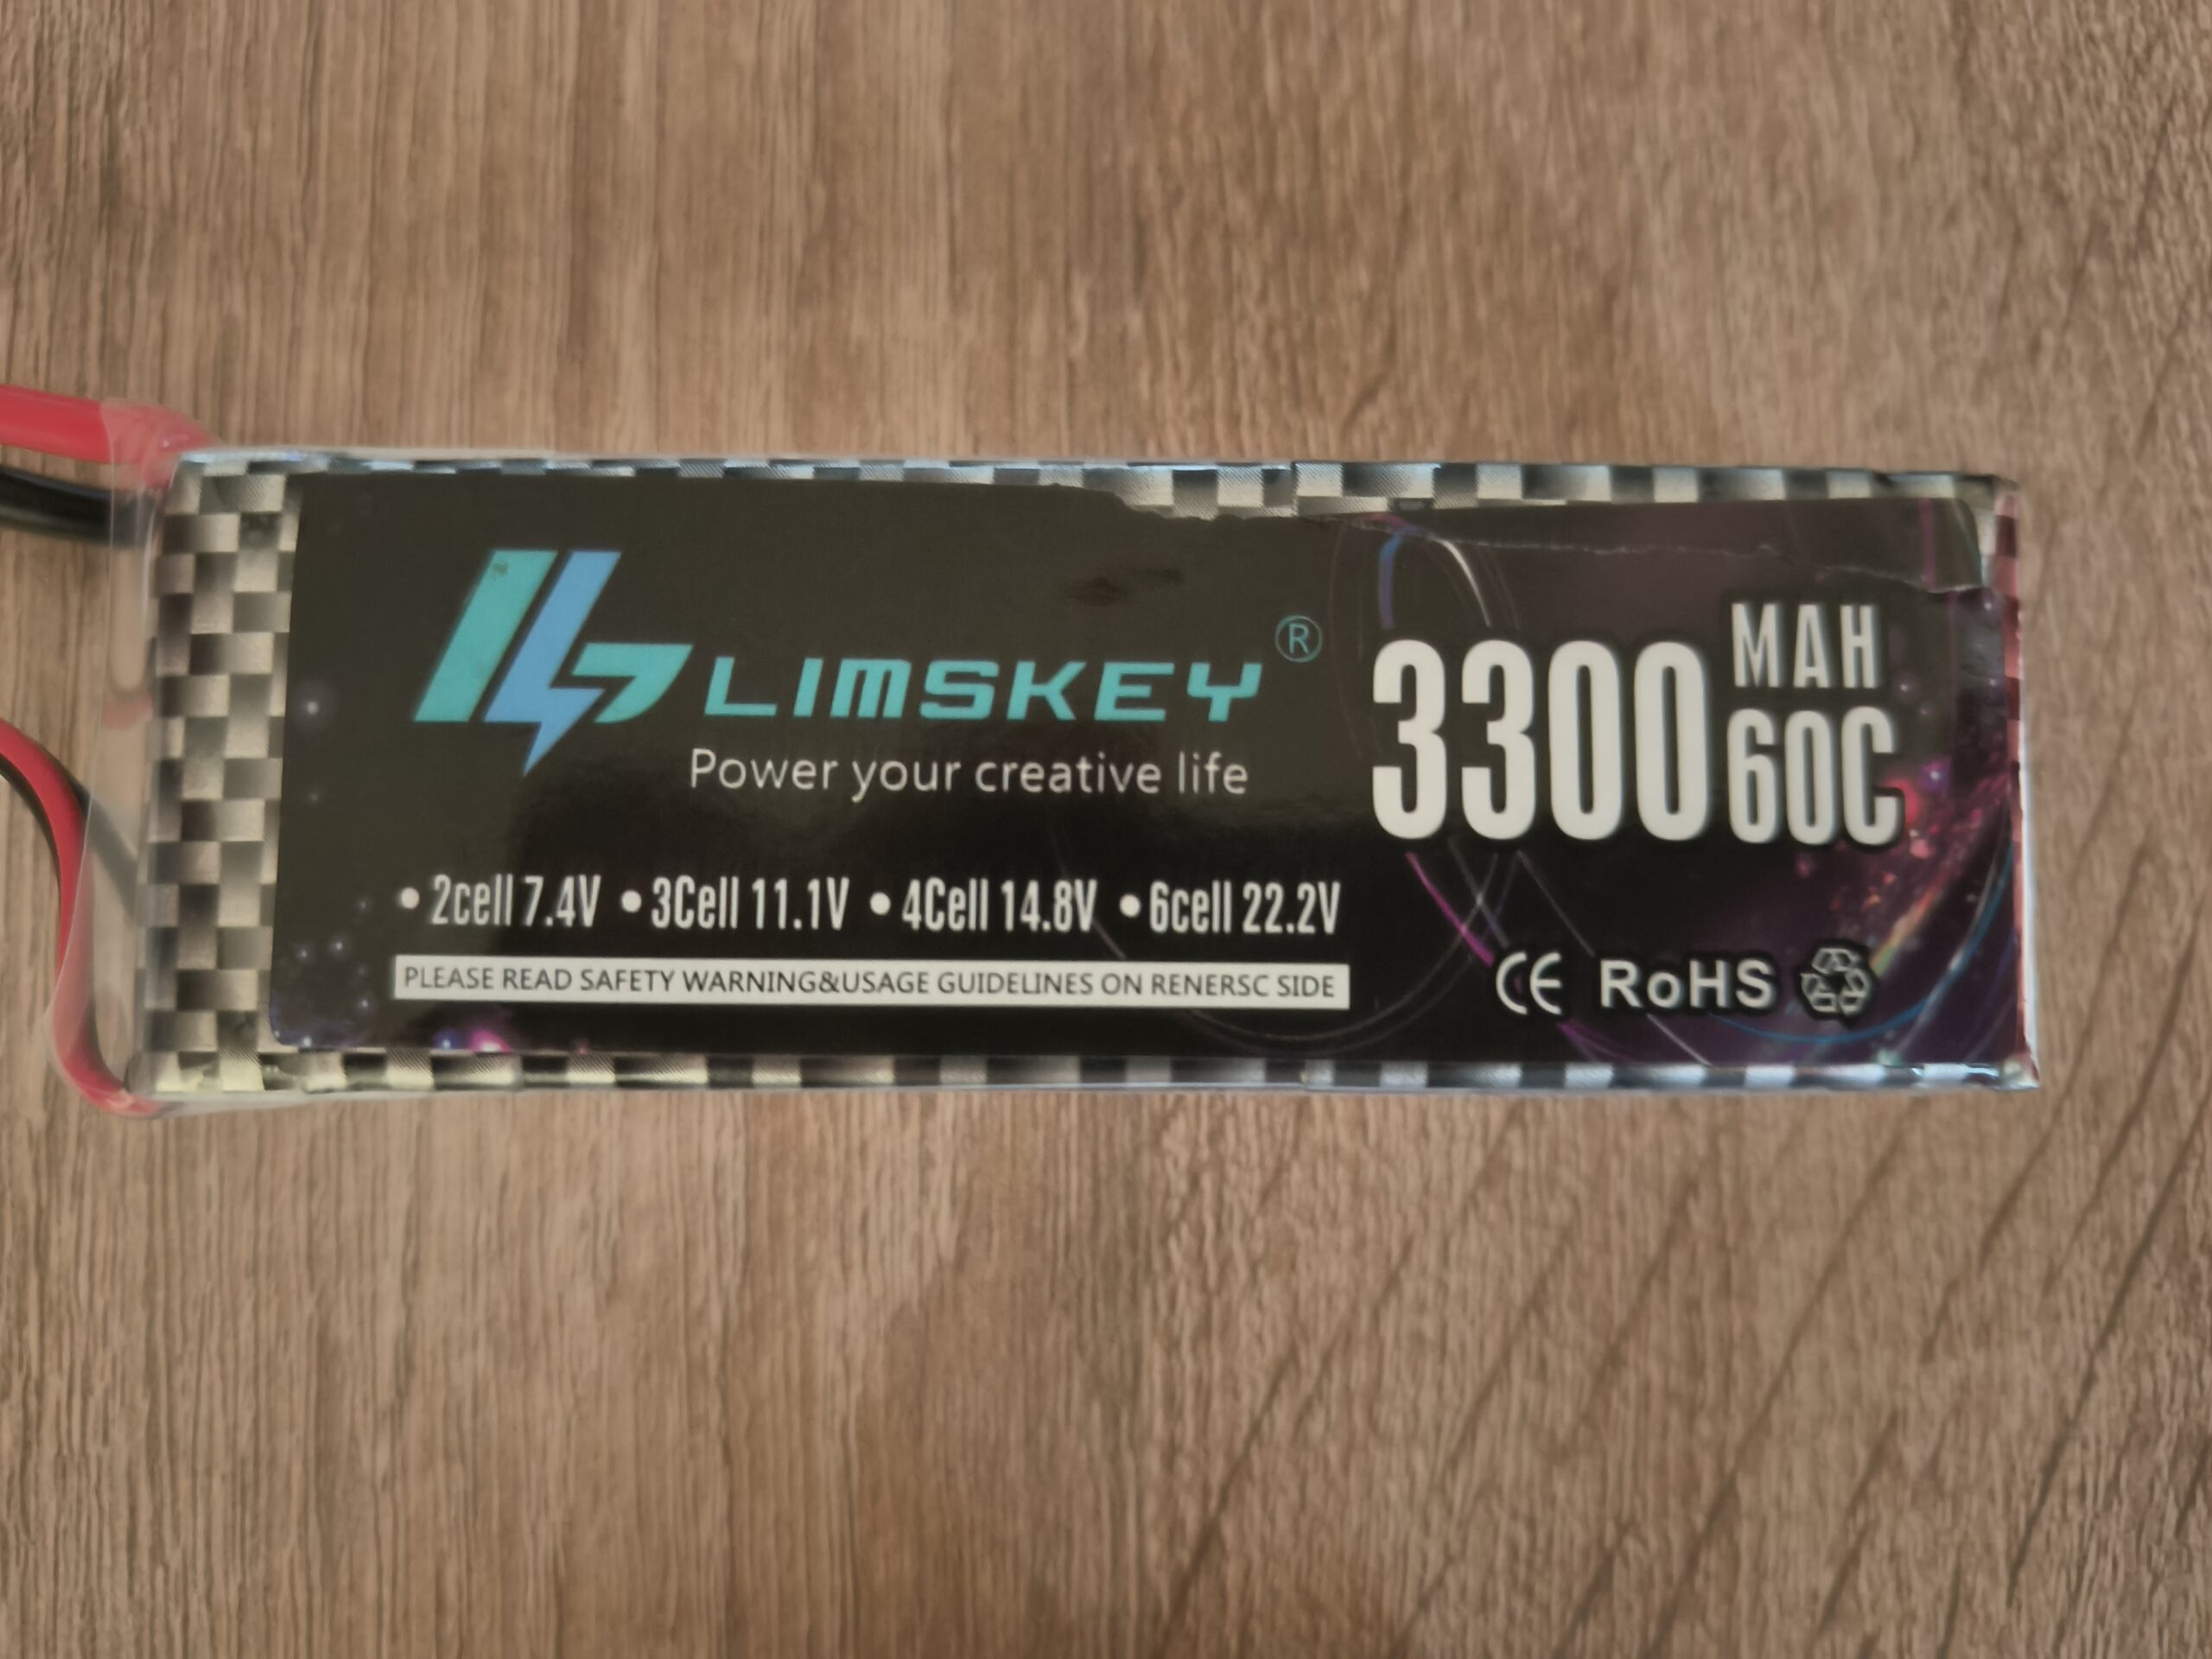 LIMSKEY®
Power your creative life
3300 MAH
60C
• 2cell 7.4V • 3Cell 11.1V • 4Cell 14.8V • 6cell 22.2V
PLEASE READ SAFETY WARNING&USAGE GUIDELINES ON RENERSC SIDE
CE RoHS